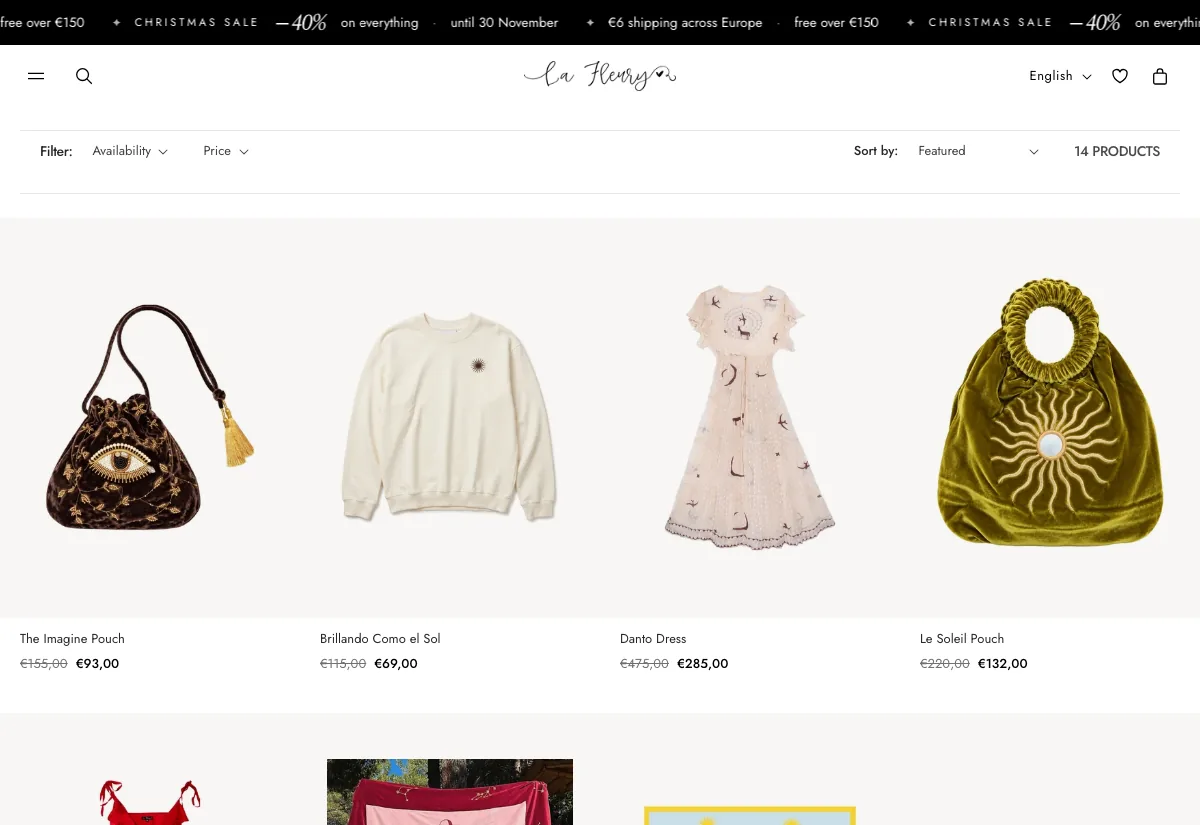 free over €150 ✦ CHRISTMAS SALE −40% on everything · until 30 November ✦ €6 shipping across Europe · free over €150 ✦ CHRISTMAS SALE −40% on everythin
La Fleury
English
Filter: Availability Price
Sort by: Featured 14 PRODUCTS
The Imagine Pouch
€155,00 €93,00
Brillando Como el Sol
€115,00 €69,00
Danto Dress
€475,00 €285,00
Le Soleil Pouch
€220,00 €132,00